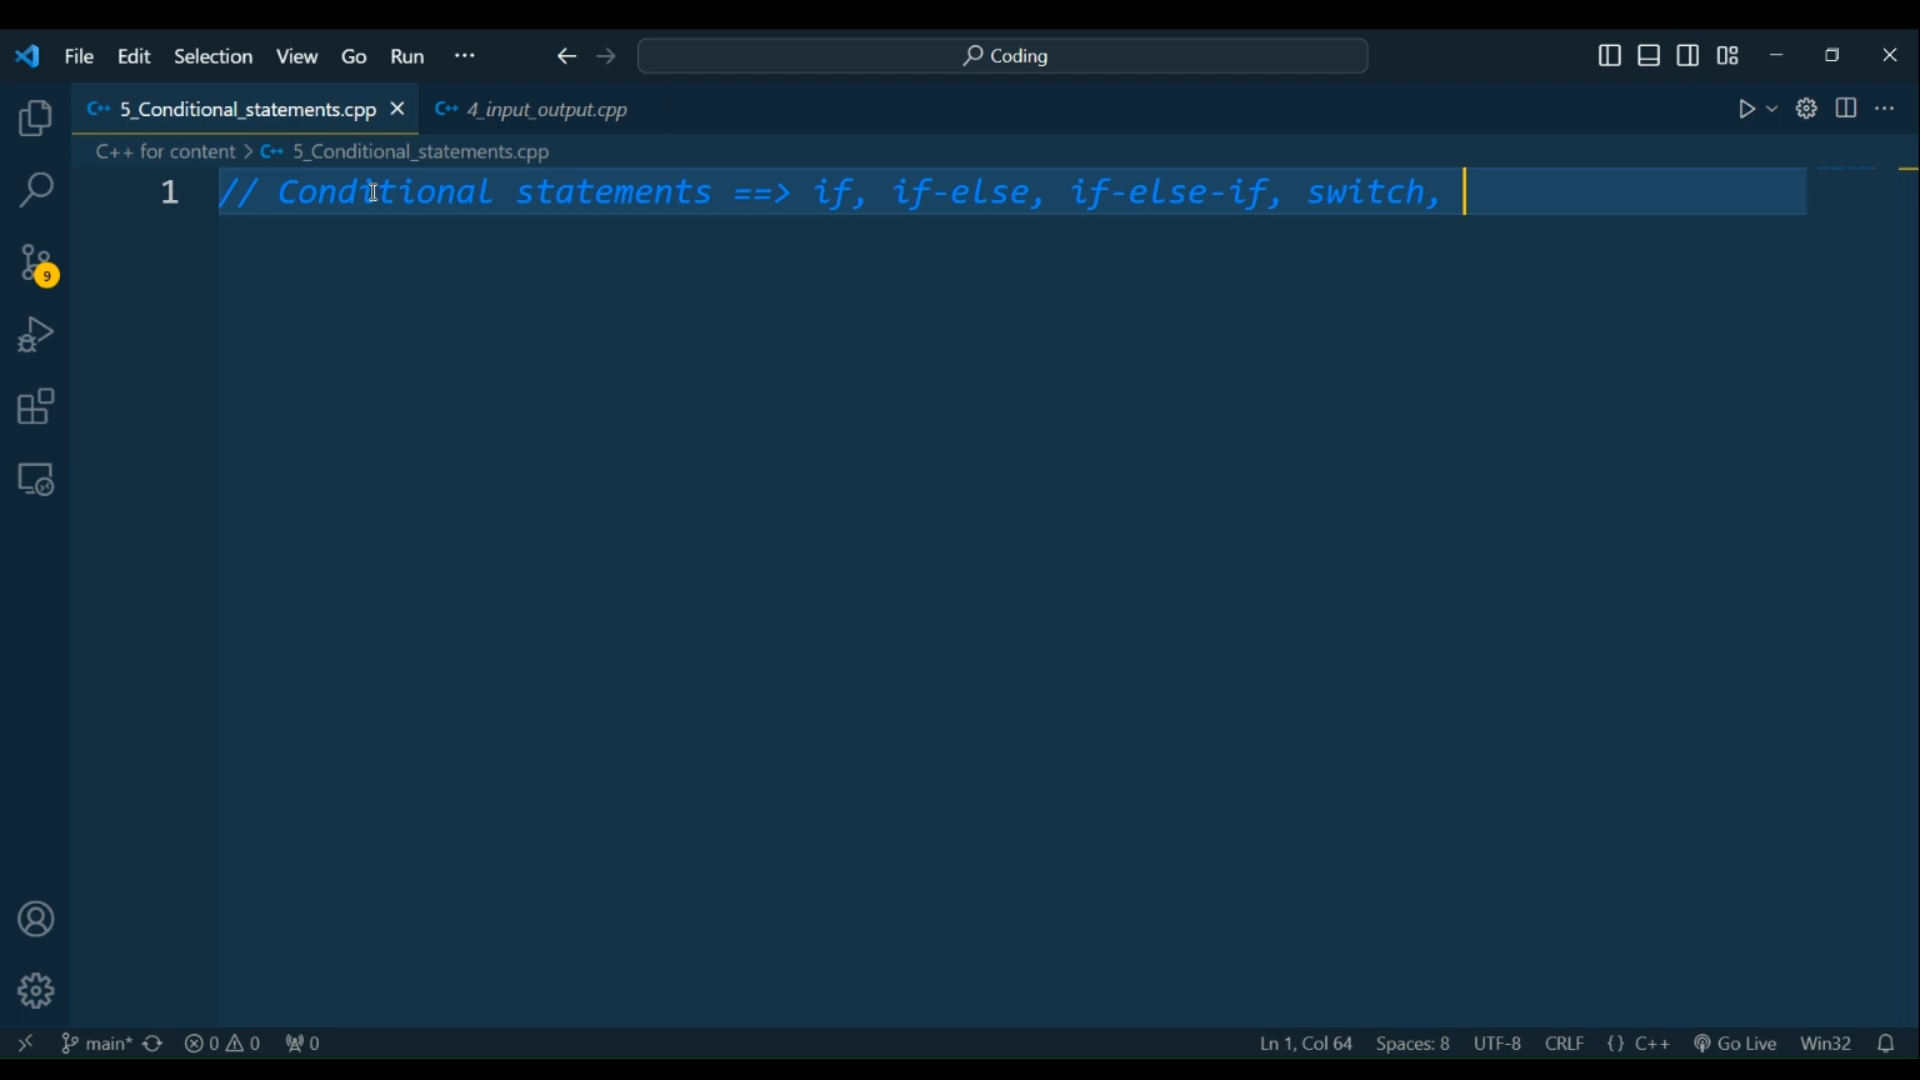 File Edit Selection View Go Run ··· ← → Coding
C++ 5_Conditional_statements.cpp × C++ 4_input_output.cpp
C++ for content > C++ 5_Conditional_statements.cpp
1 // Conditional statements ==> if, if-else, if-else-if, switch,
9
main* 0 0 0 Ln 1, Col 64 Spaces: 8 UTF-8 CRLF {} C++ Go Live Win32